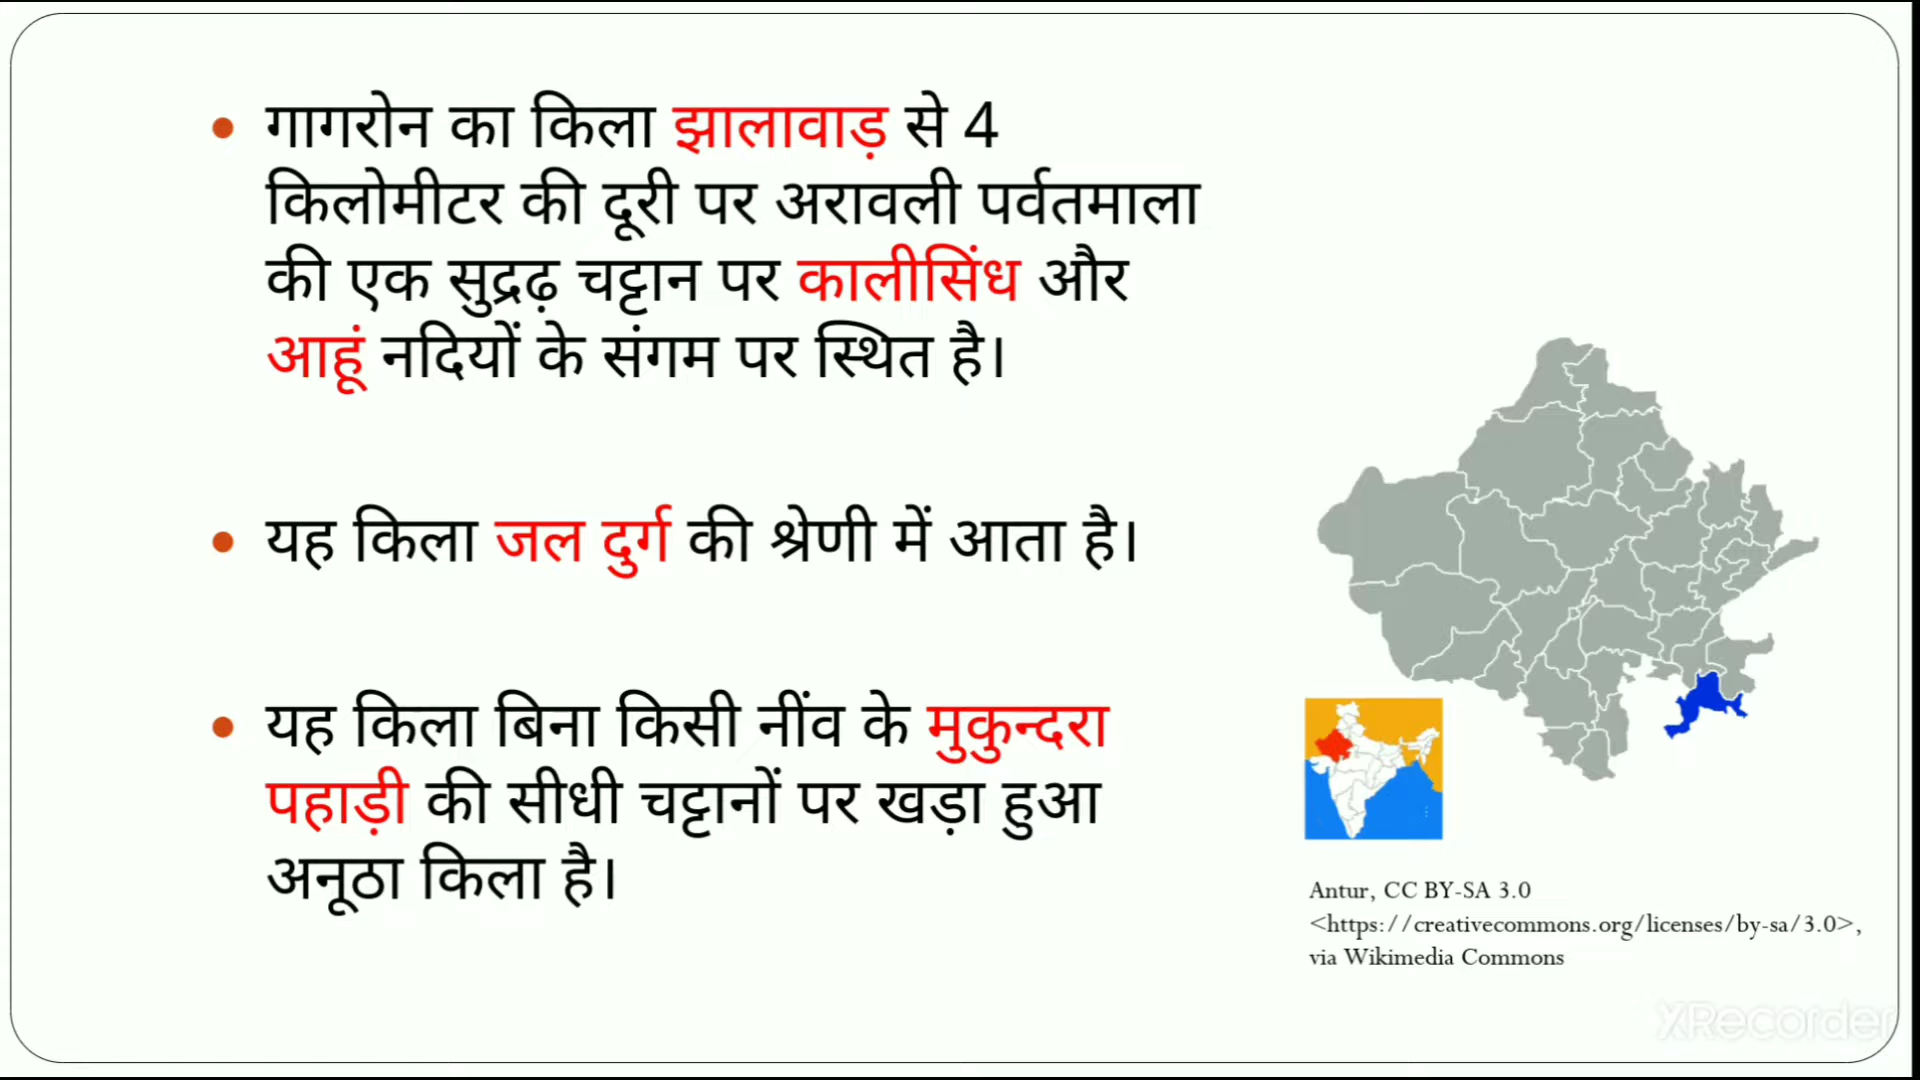 • गागरोन का किला झालावाड़ से 4
किलोमीटर की दूरी पर अरावली पर्वतमाला
की एक सुद्रढ़ चट्टान पर कालीसिंध और
आहूं नदियों के संगम पर स्थित है।
• यह किला जल दुर्ग की श्रेणी में आता है।
• यह किला बिना किसी नींव के मुकुन्दरा
पहाड़ी की सीधी चट्टानों पर खड़ा हुआ
अनूठा किला है।
Antur, CC BY-SA 3.0
<https://creativecommons.org/licenses/by-sa/3.0>,
via Wikimedia Commons
XRecorder